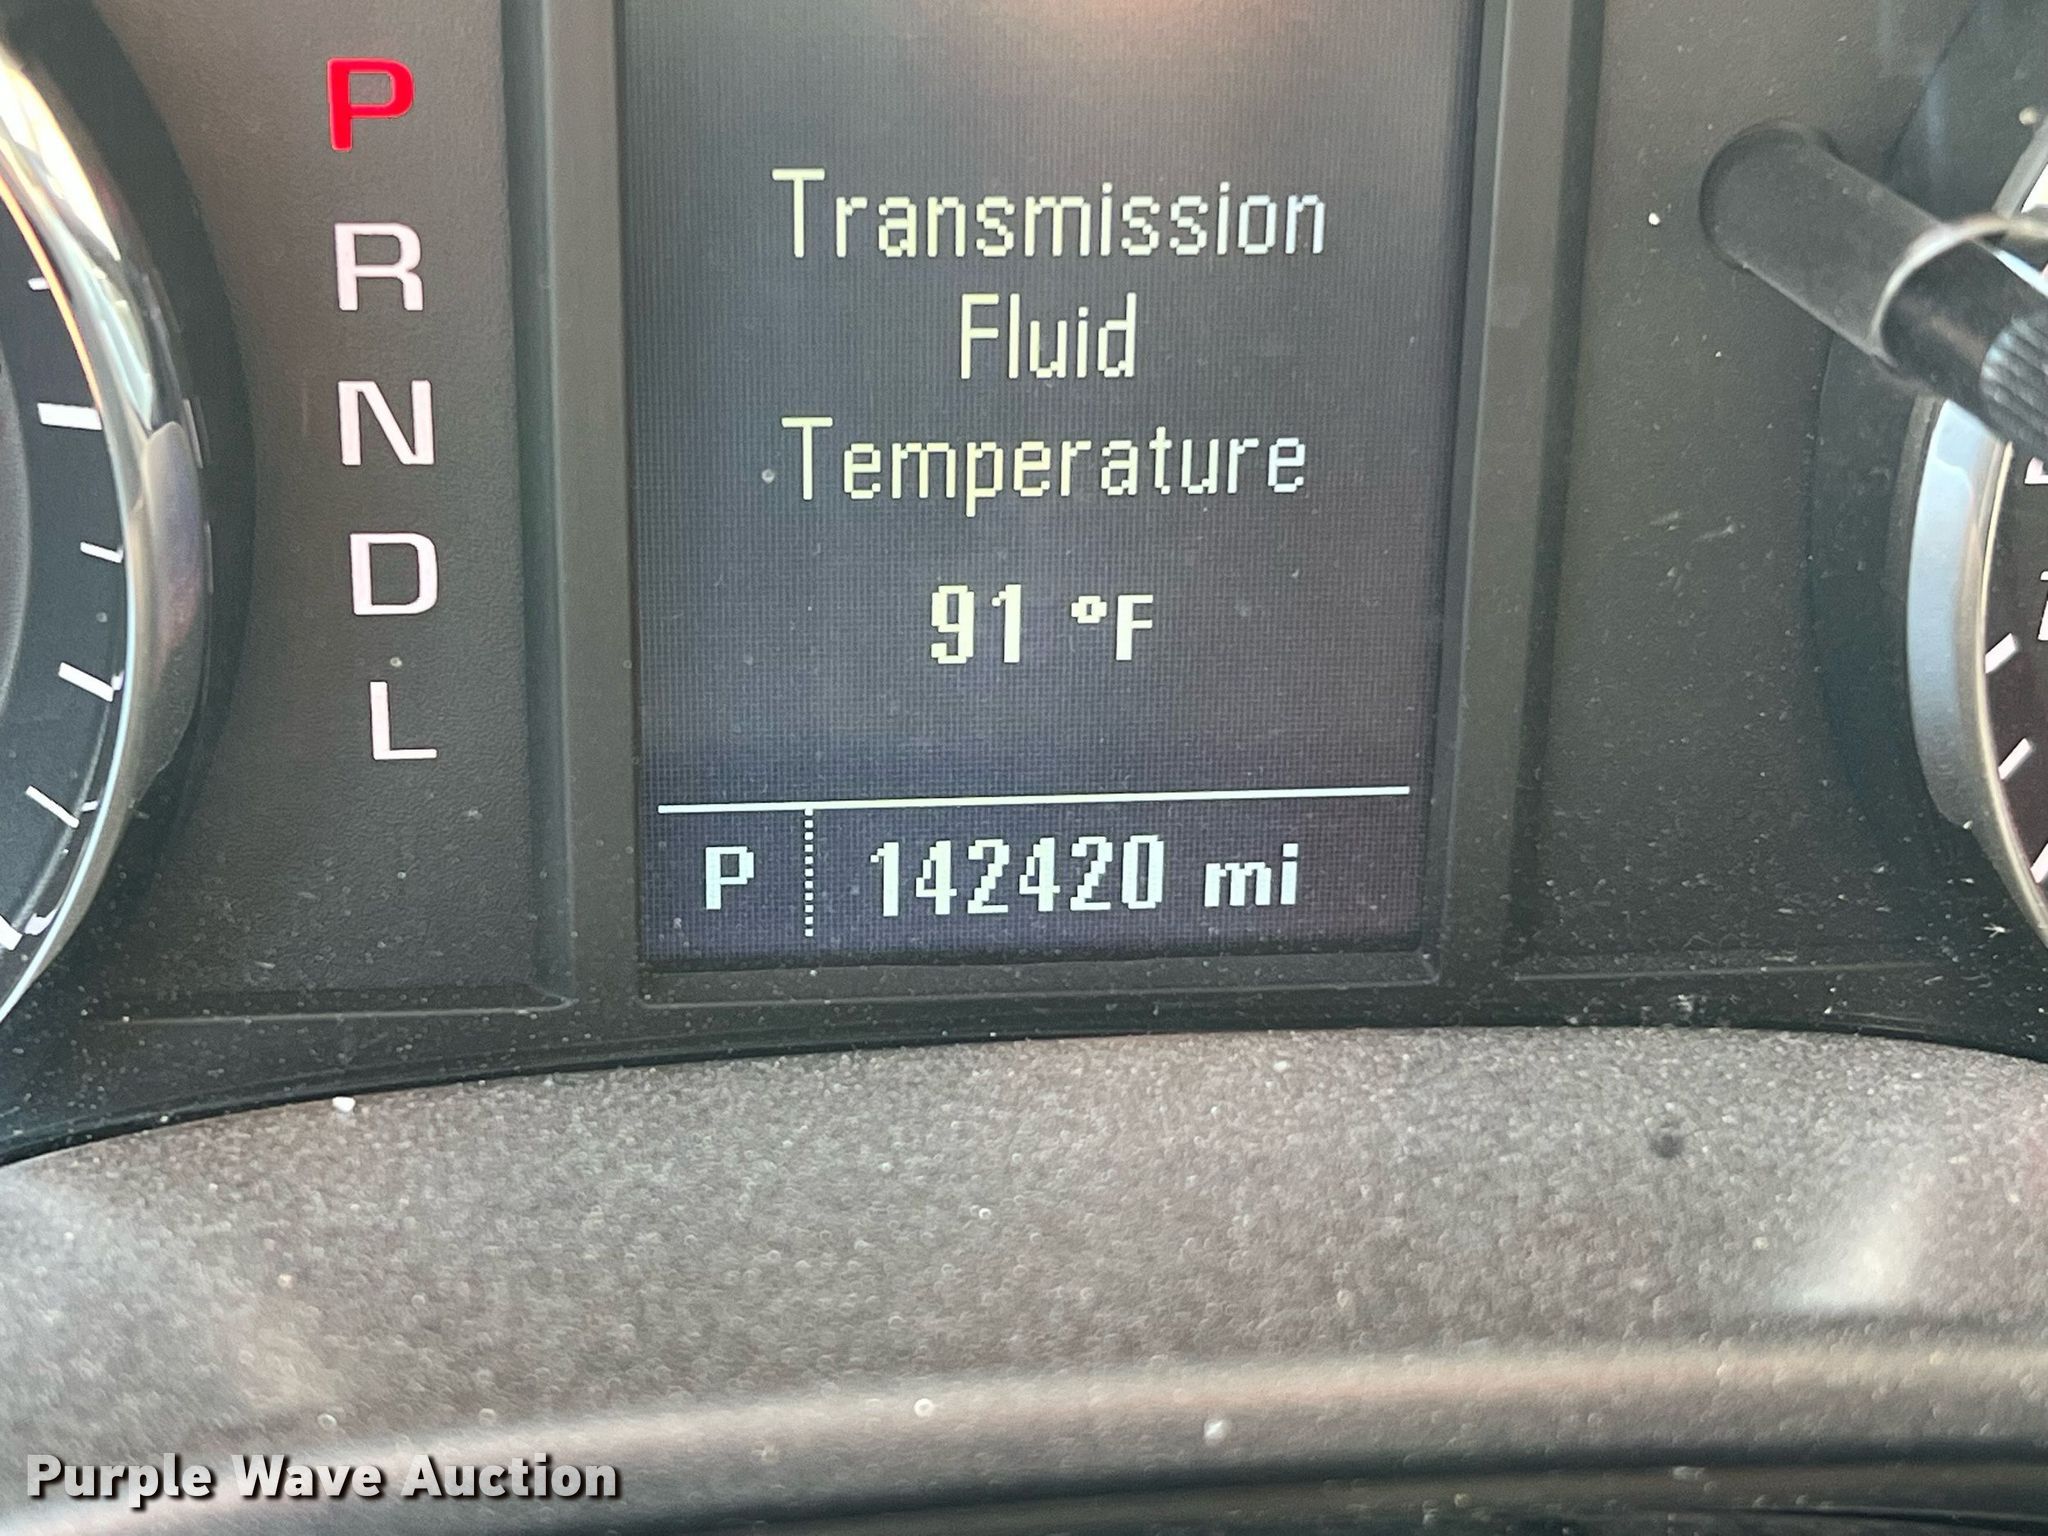 P
R
N
D
L
Transmission
Fluid
Temperature
91 °F
P 142420 mi
Purple Wave Auction